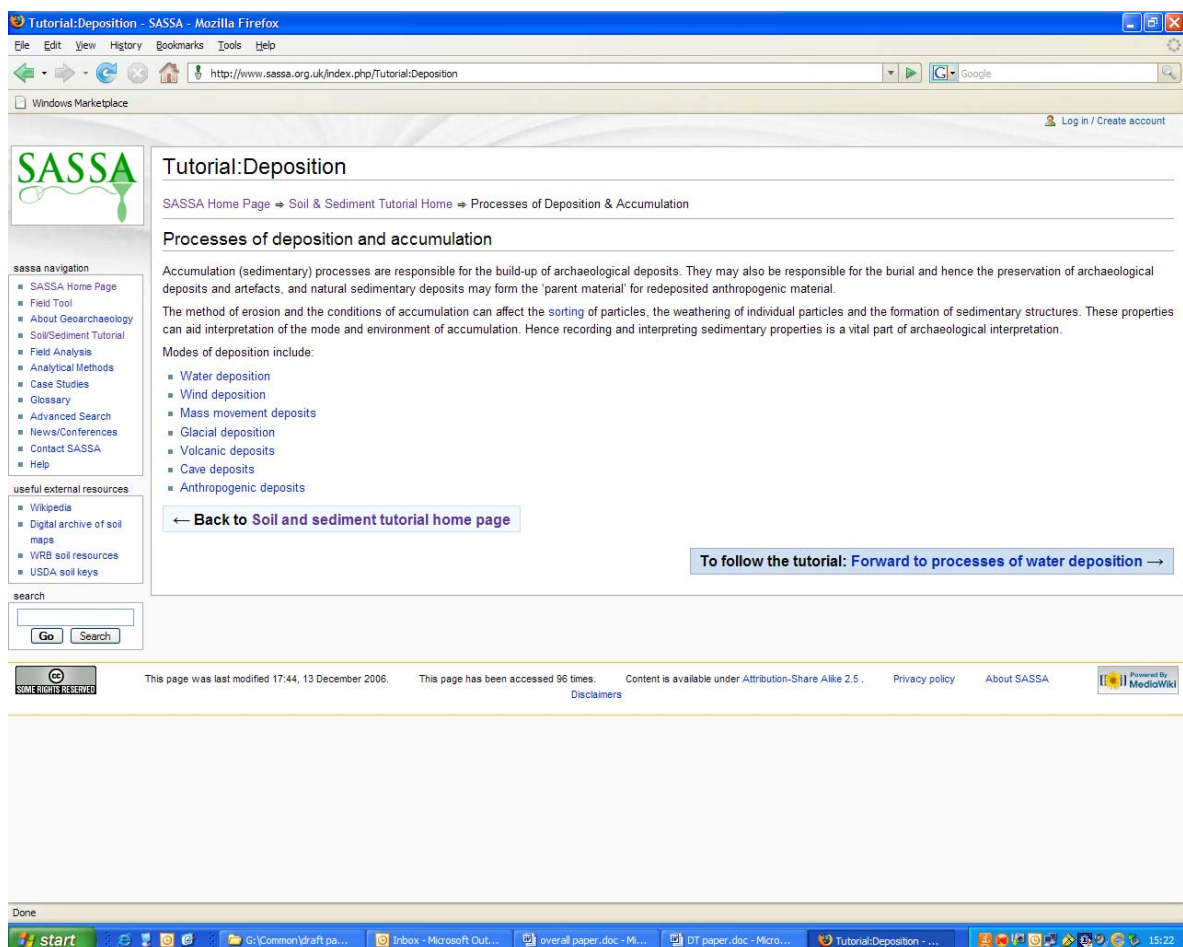 Tutorial:Deposition - SASSA - Mozilla Firefox
File Edit View History Bookmarks Tools Help
http://www.sassa.org.uk/index.php/Tutorial:Deposition
G Google
Windows Marketplace
Log in / Create account
SASSA
Tutorial:Deposition
SASSA Home Page ⇒ Soil & Sediment Tutorial Home ⇒ Processes of Deposition & Accumulation
Processes of deposition and accumulation
Accumulation (sedimentary) processes are responsible for the build-up of archaeological deposits. They may also be responsible for the burial and hence the preservation of archaeological
deposits and artefacts, and natural sedimentary deposits may form the 'parent material' for redeposited anthropogenic material.
The method of erosion and the conditions of accumulation can affect the sorting of particles, the weathering of individual particles and the formation of sedimentary structures. These properties
can aid interpretation of the mode and environment of accumulation. Hence recording and interpreting sedimentary properties is a vital part of archaeological interpretation.
Modes of deposition include:
Water deposition
Wind deposition
Mass movement deposits
Glacial deposition
Volcanic deposits
Cave deposits
Anthropogenic deposits
← Back to Soil and sediment tutorial home page
To follow the tutorial: Forward to processes of water deposition →
sassa navigation
SASSA Home Page
Field Tool
About Geoarchaeology
Soil/Sediment Tutorial
Field Analysis
Analytical Methods
Case Studies
Glossary
Advanced Search
News/Conferences
Contact SASSA
Help
useful external resources
Wikipedia
Digital archive of soil
maps
WRB soil resources
USDA soil keys
search
Go Search
cc
SOME RIGHTS RESERVED
This page was last modified 17:44, 13 December 2006. This page has been accessed 96 times. Content is available under Attribution-Share Alike 2.5 . Privacy policy About SASSA
Disclaimers
Powered By
MediaWiki
Done
start G:\Common\draft pa... Inbox - Microsoft Out... overall paper.doc - Mi... DT paper.doc - Micro... Tutorial:Deposition - ... 15:22